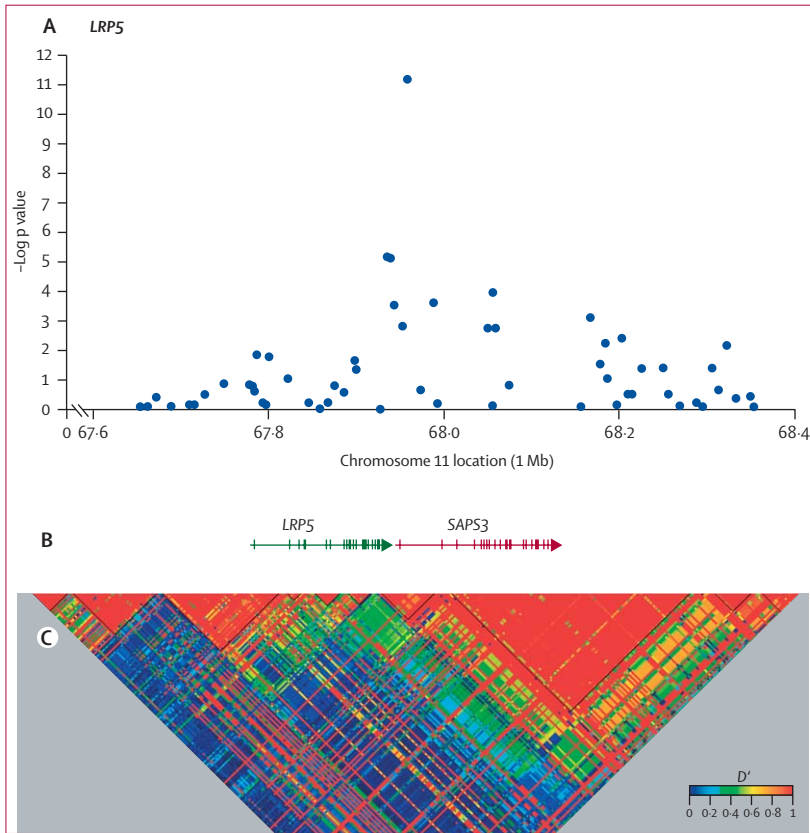 A LRP5
12
11
10
9
8
7
6
5
4
3
2
1
0
–Log p value
0 67·6 67·8 68·0 68·2 68·4
Chromosome 11 location (1 Mb)
B LRP5 SAPS3
C
D′
0 0·2 0·4 0·6 0·8 1